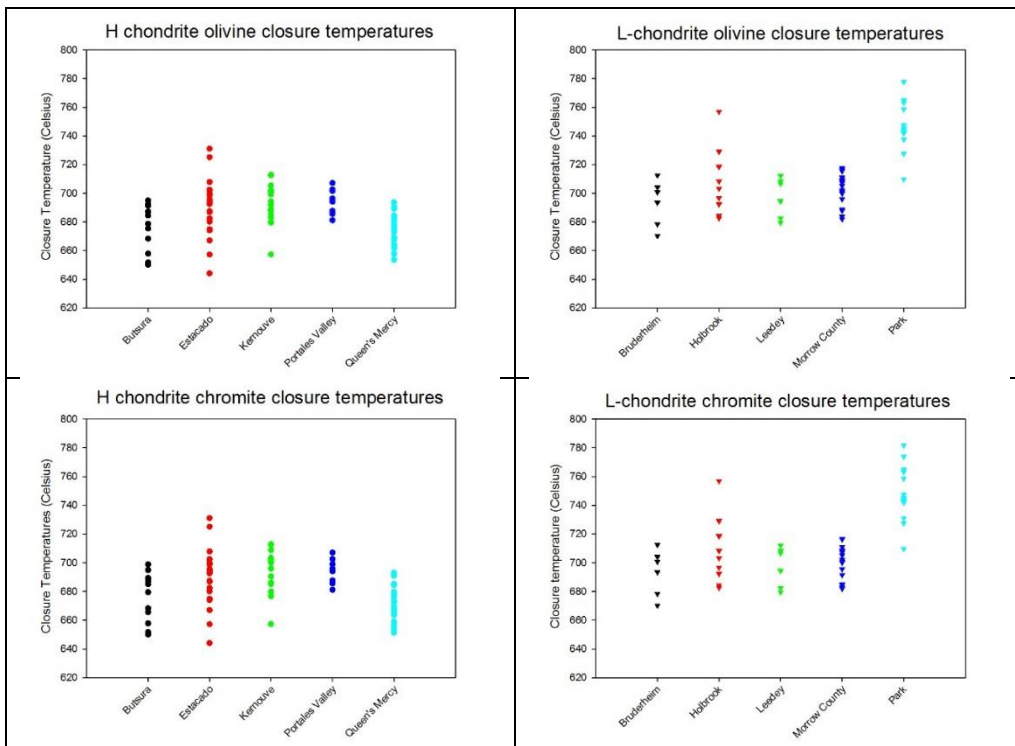 H chondrite olivine closure temperatures
Closure Temperature (Celsius)
800
780
760
740
720
700
680
660
640
620
Butsura
Estacado
Kernouve
Portales Valley
Queen's Mercy
L-chondrite olivine closure temperatures
Closure Temperature (Celsius)
800
780
760
740
720
700
680
660
640
620
Bruderheim
Holbrook
Leedey
Morrow County
Park
H chondrite chromite closure temperatures
Closure Temperatures (Celsius)
800
780
760
740
720
700
680
660
640
620
Butsura
Estacado
Kernouve
Portales Valley
Queen's Mercy
L-chondrite chromite closure temperatures
Closure temperature (Celsius)
800
780
760
740
720
700
680
660
640
620
Bruderheim
Holbrook
Leedey
Morrow County
Park